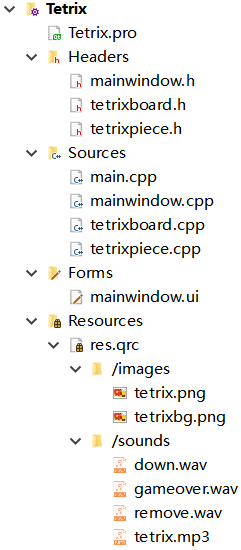 Tetrix
Tetrix.pro
Headers
mainwindow.h
tetrixboard.h
tetrixpiece.h
Sources
main.cpp
mainwindow.cpp
tetrixboard.cpp
tetrixpiece.cpp
Forms
mainwindow.ui
Resources
res.qrc
/images
tetrix.png
tetrixbg.png
/sounds
down.wav
gameover.wav
remove.wav
tetrix.mp3